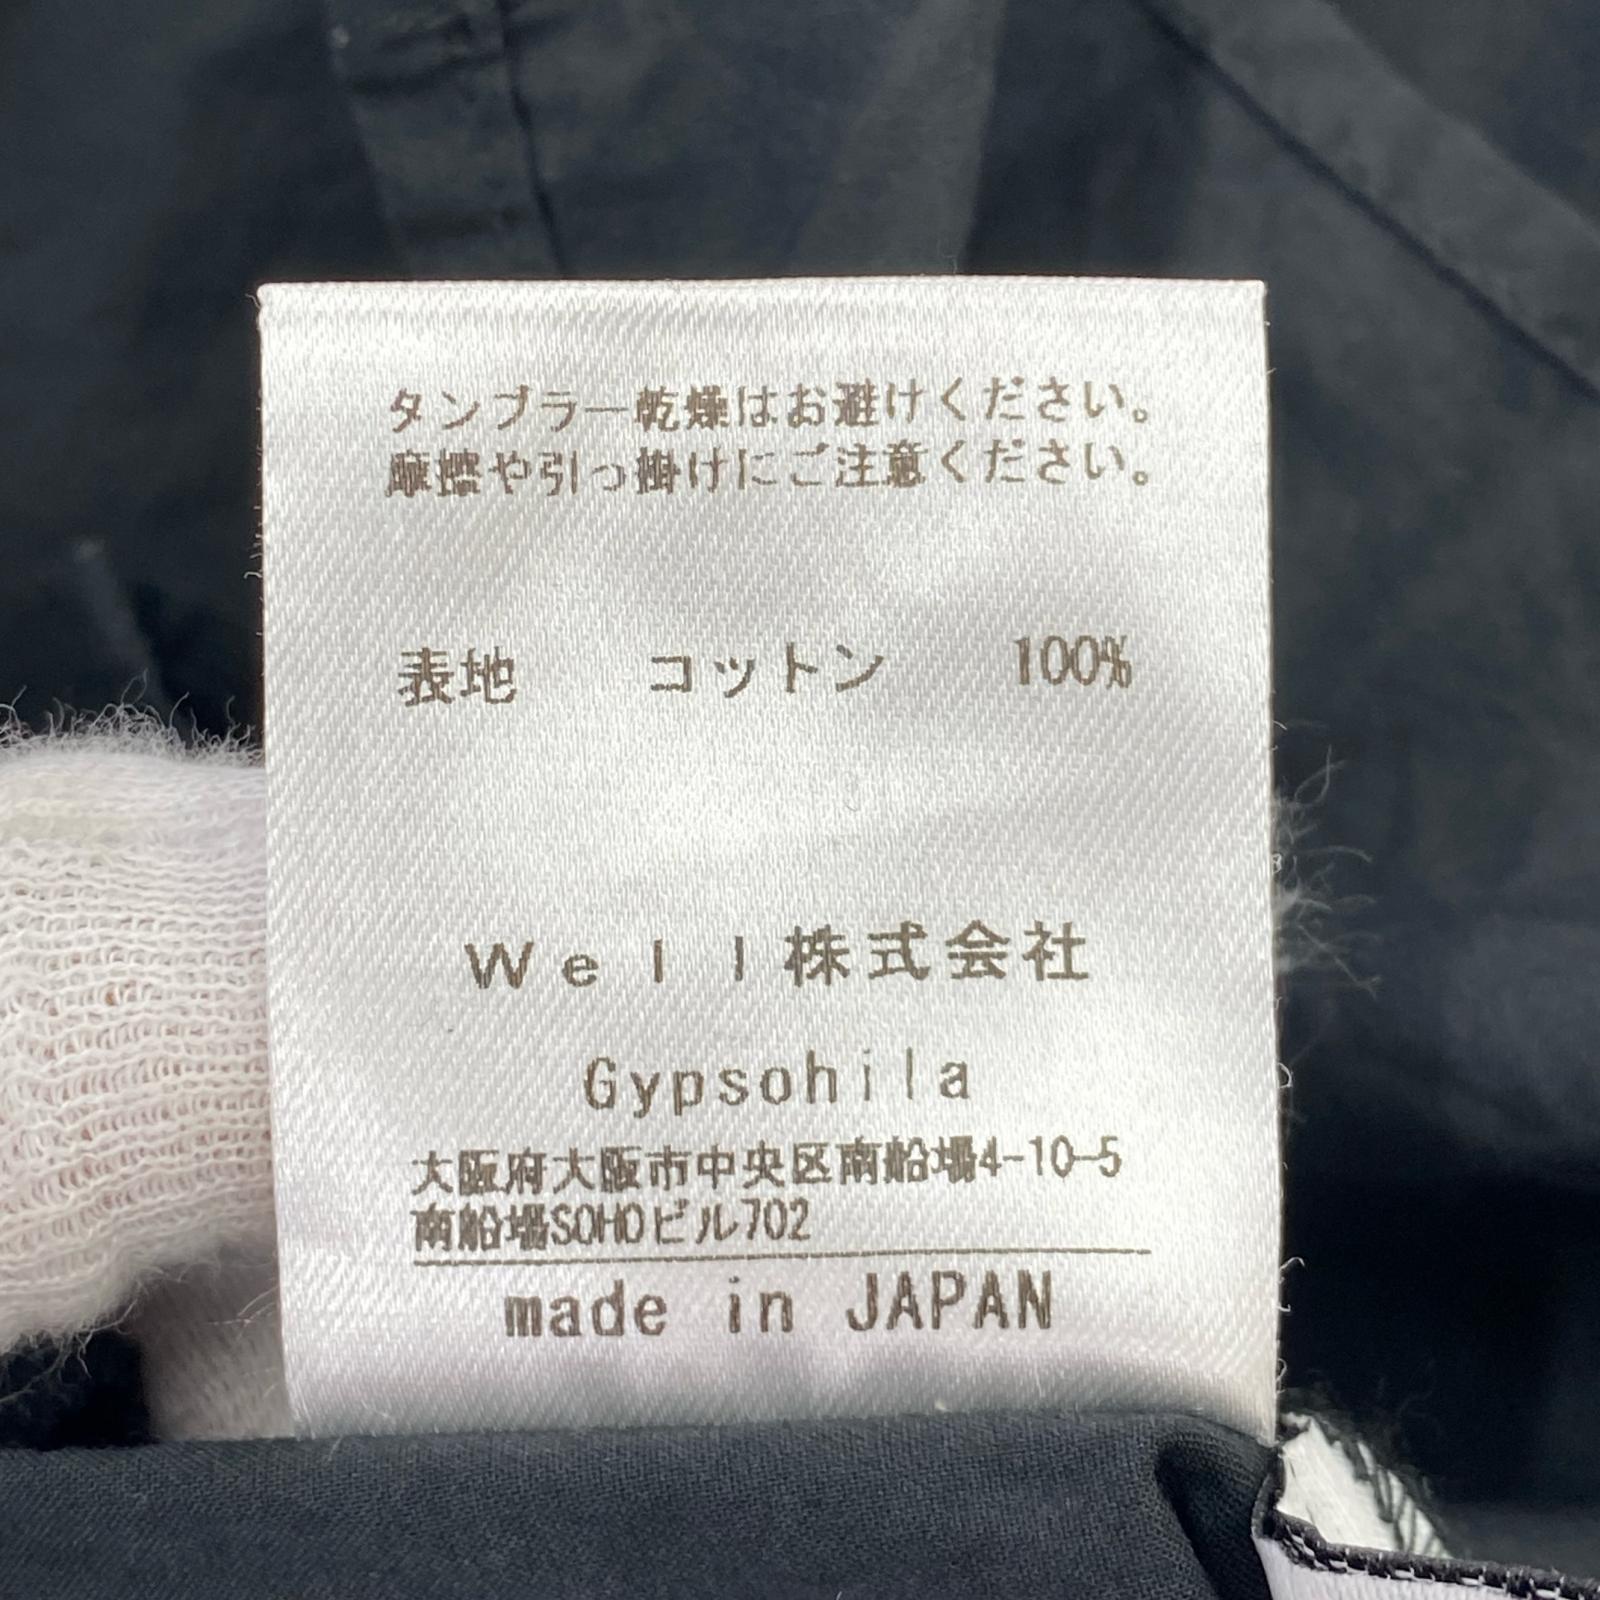 タンブラー乾燥はお避けください。
摩擦や引っ掛けにご注意ください。
表地 コットン 100%
Well株式会社
Gypsohila
大阪府大阪市中央区南船場4-10-5
南船場SOHOビル702
made in JAPAN